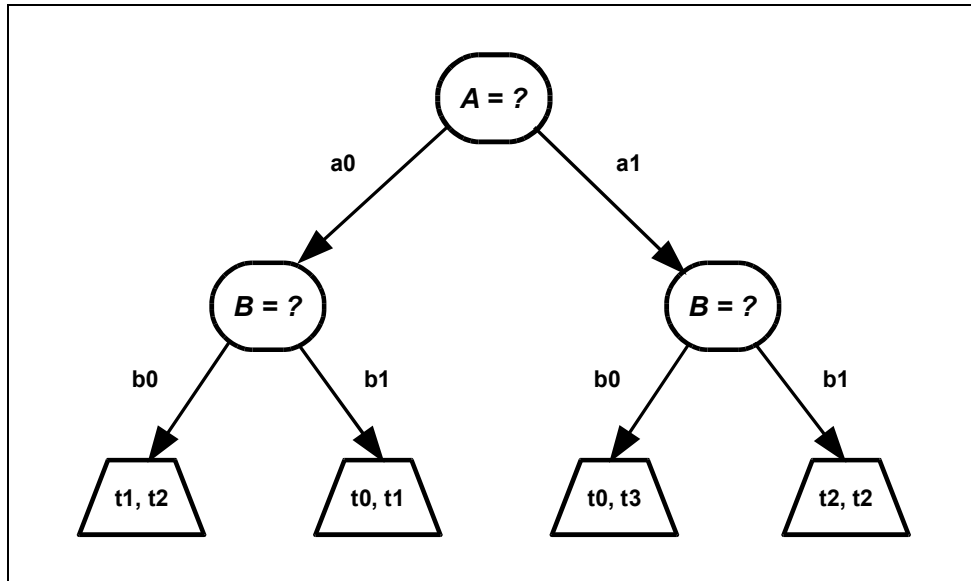 A = ?
a0
a1
B = ?
B = ?
b0
b1
b0
b1
t1, t2
t0, t1
t0, t3
t2, t2